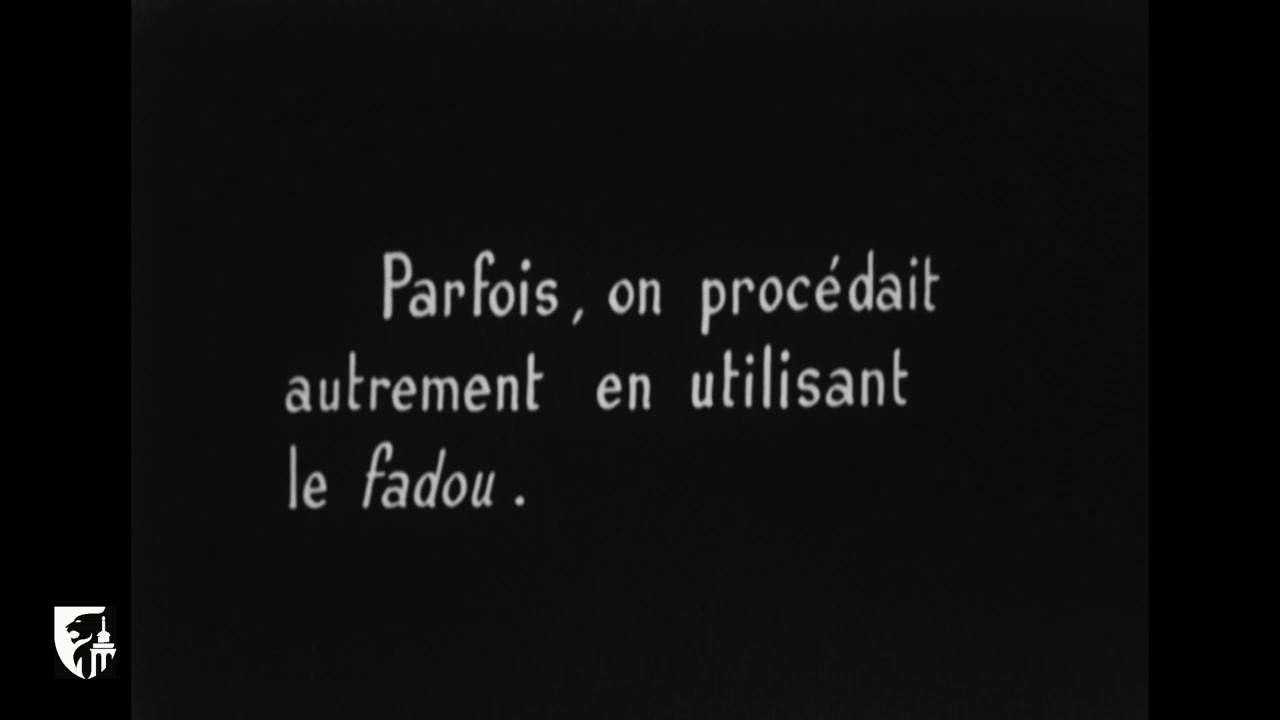 Parfois, on procédait
autrement en utilisant
le fadou.